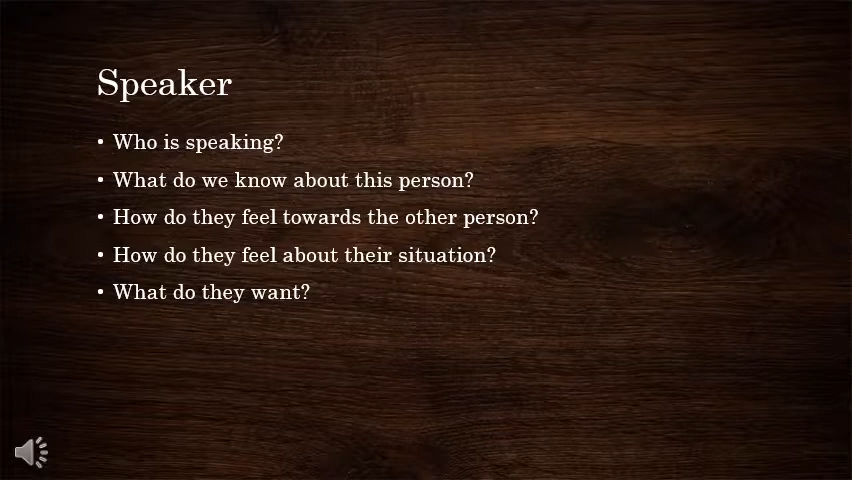 Speaker
• Who is speaking?
• What do we know about this person?
• How do they feel towards the other person?
• How do they feel about their situation?
• What do they want?